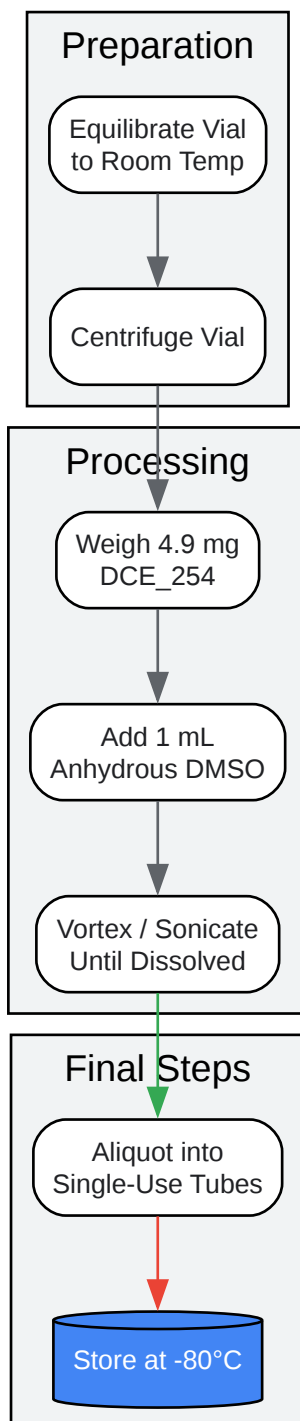 Preparation
Equilibrate Vial
to Room Temp
Centrifuge Vial
Processing
Weigh 4.9 mg
DCE_254
Add 1 mL
Anhydrous DMSO
Vortex / Sonicate
Until Dissolved
Final Steps
Aliquot into
Single-Use Tubes
Store at -80°C